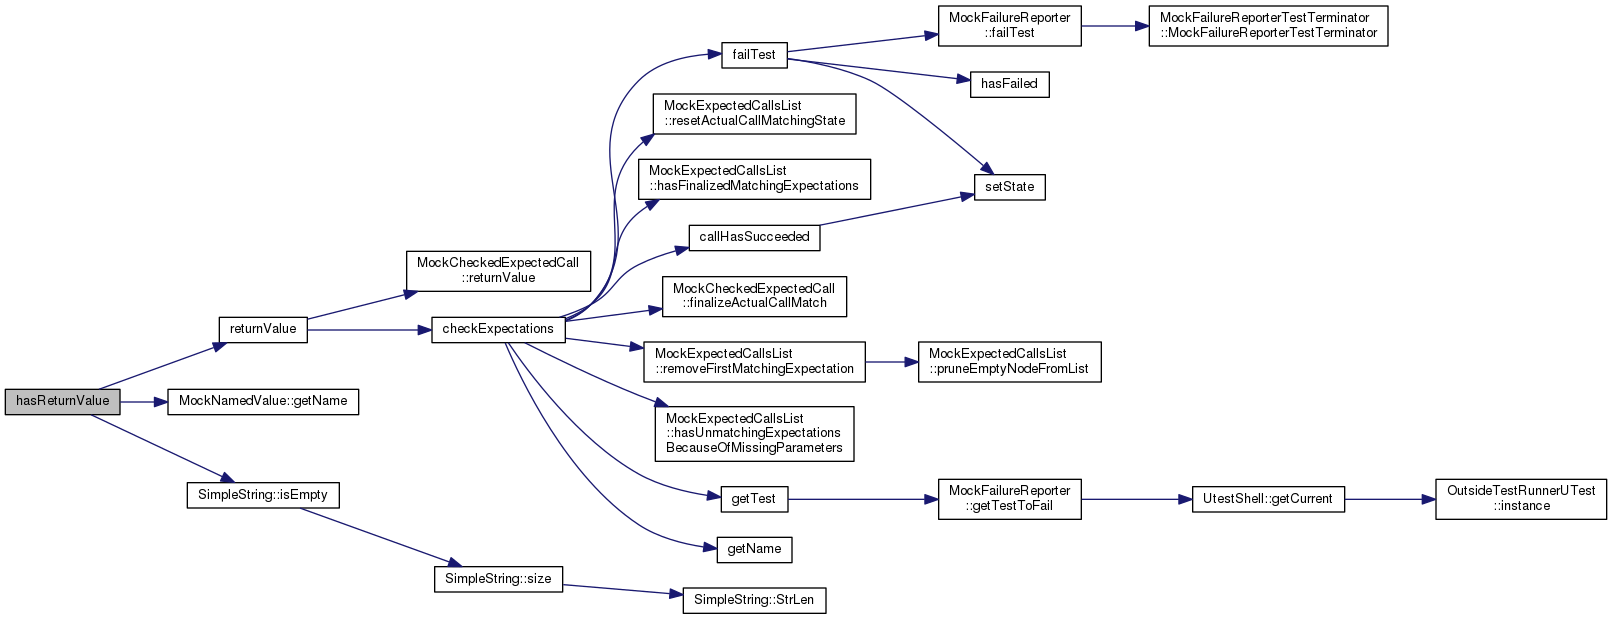 MockFailureReporter
::failTest
MockFailureReporterTestTerminator
::MockFailureReporterTestTerminator
failTest
hasFailed
MockExpectedCallsList
::resetActualCallMatchingState
MockExpectedCallsList
::hasFinalizedMatchingExpectations
setState
callHasSucceeded
MockCheckedExpectedCall
::returnValue
MockCheckedExpectedCall
::finalizeActualCallMatch
returnValue
checkExpectations
MockExpectedCallsList
::removeFirstMatchingExpectation
MockExpectedCallsList
::pruneEmptyNodeFromList
hasReturnValue
MockNamedValue::getName
MockExpectedCallsList
::hasUnmatchingExpectations
BecauseOfMissingParameters
SimpleString::isEmpty
getTest
MockFailureReporter
::getTestToFail
UtestShell::getCurrent
OutsideTestRunnerUTest
::instance
getName
SimpleString::size
SimpleString::StrLen